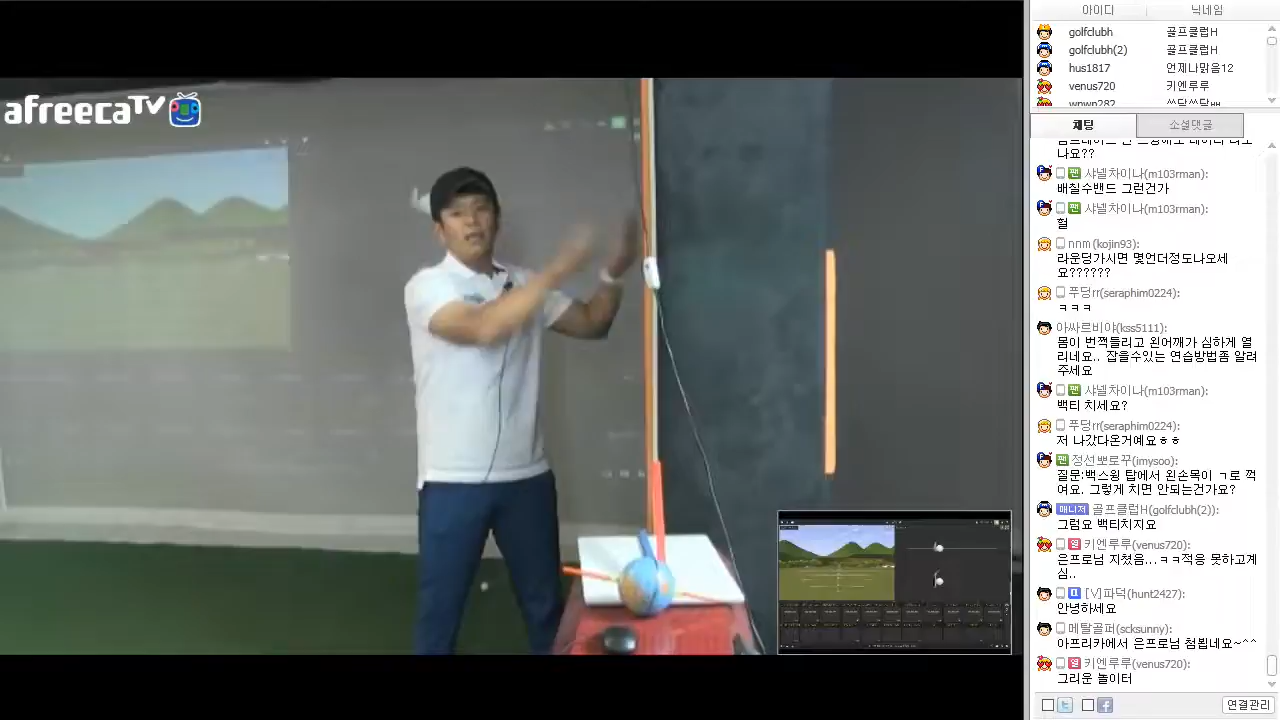 afreecaTV
아이디 닉네임
golfclubh 골프클럽H
golfclubh(2) 골프클럽H
hus1817 언제나맑음12
venus720 키엔루루
채팅 소셜댓글
나요??
팬 샤넬차이나(m103rman):
배칠수밴드 그런건가
팬 샤넬차이나(m103rman):
헐
nnm(kojin93):
라운딩가시면 몇언더정도나오세
요???????
푸덩rr(seraphim0224):
ㅋㅋㅋ
아싸르비야(kss5111):
몸이 번쩍들리고 왼어깨가 심하게 열
리네요.. 잡을수있는 연습방법좀 알려
주세요
팬 샤넬차이나(m103rman):
백티 치세요?
푸덩rr(seraphim0224):
저 나갔다온거예요ㅎㅎ
팬 정선뽀로꾸(imysoo):
질문:백스윙 탑에서 왼손목이 ㄱ로 꺽
여요. 그렇게 치면 안되는건가요?
매니저 골프클럽H(golfclubh(2)):
그럼요 백티치지요
열 키엔루루(venus720):
은프로님 지쳤음...ㅋㅋ적응 못하고계
심..
[V] 파덕(hunt2427):
안녕하세요
메탈골퍼(scksunny):
아프리카에서 은프로님 첨뵙네요~^^
열 키엔루루(venus720):
그리운 놀이터
연결관리